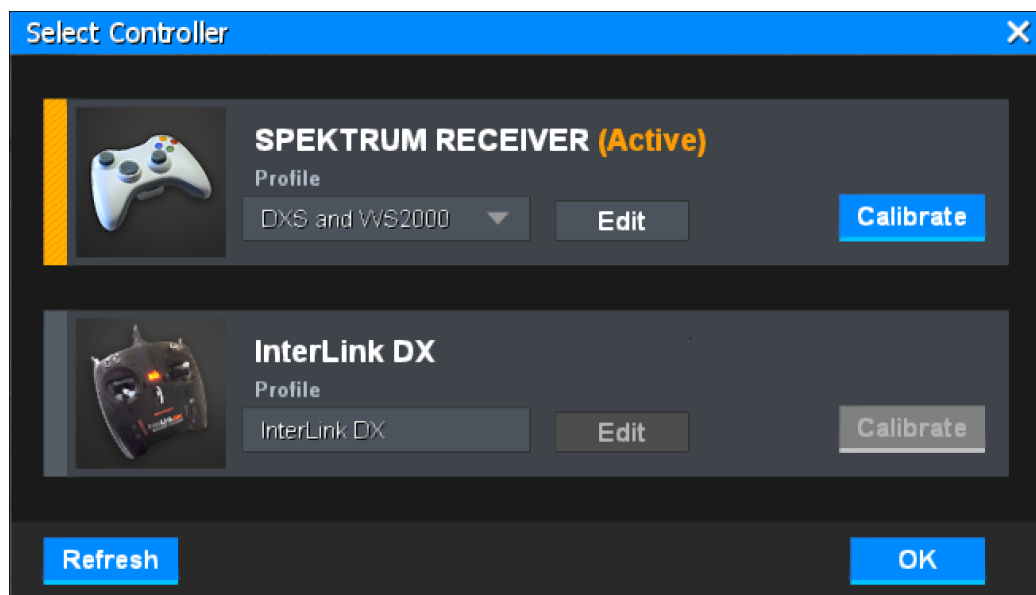 Select Controller
SPEKTRUM RECEIVER (Active)
Profile
DXS and WS2000
Edit
Calibrate
InterLink DX
Profile
InterLink DX
Edit
Calibrate
Refresh
OK